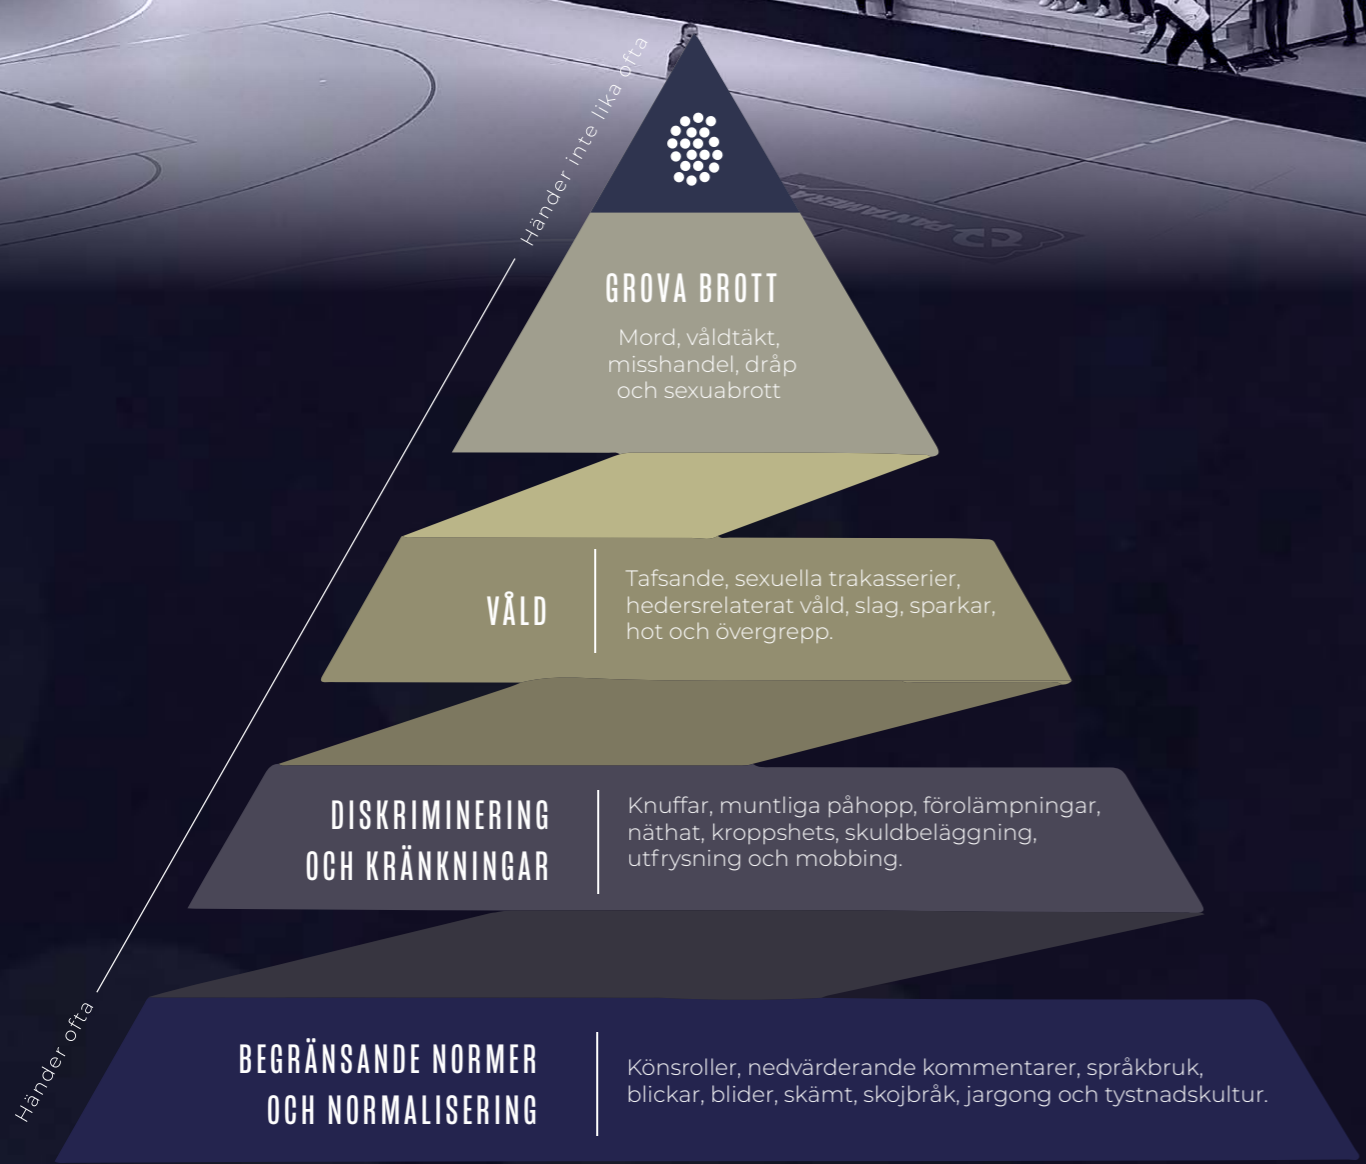 Händer inte lika ofta
PANTAMERA
GROVA BROTT
Mord, våldtäkt,
misshandel, dråp
och sexuabrott
VÅLD
Tafsande, sexuella trakasserier,
hedersrelaterat våld, slag, sparkar,
hot och övergrepp.
DISKRIMINERING
OCH KRÄNKNINGAR
Knuffar, muntliga påhopp, förolämpningar,
näthat, kroppshets, skuldbeläggning,
utfrysning och mobbing.
Händer ofta
BEGRÄNSANDE NORMER
OCH NORMALISERING
Könsroller, nedvärderande kommentarer, språkbruk,
blickar, blider, skämt, skojbråk, jargong och tystnadskultur.